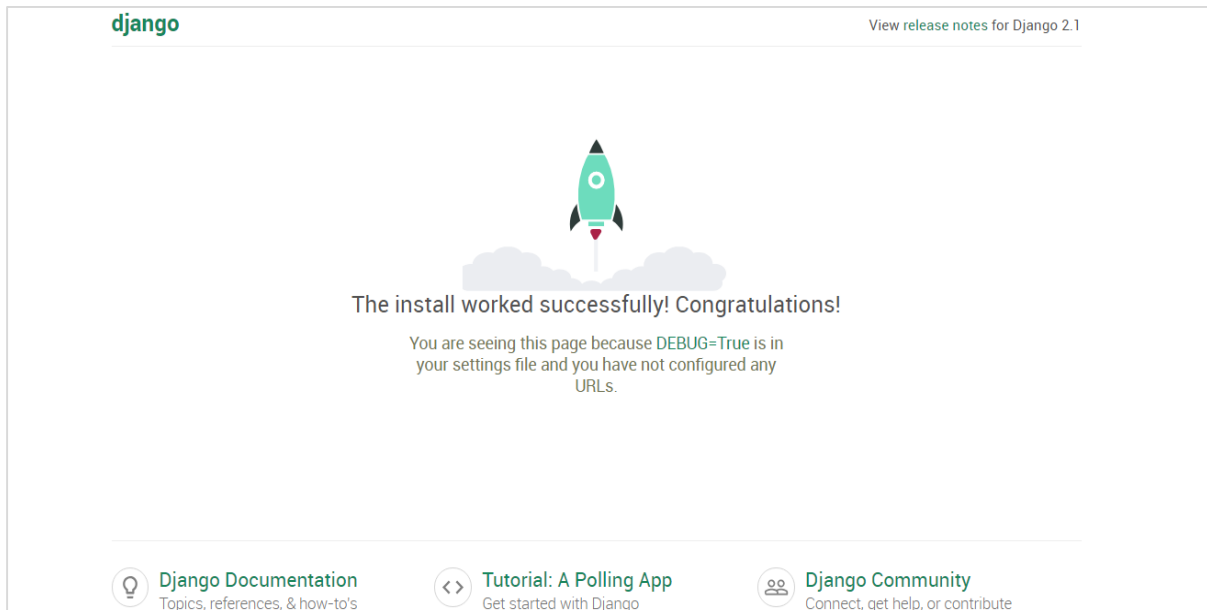 django
View release notes for Django 2.1
The install worked successfully! Congratulations!
You are seeing this page because DEBUG=True is in
your settings file and you have not configured any
URLs.
Django Documentation
Topics, references, & how-to's
Tutorial: A Polling App
Get started with Django
Django Community
Connect, get help, or contribute